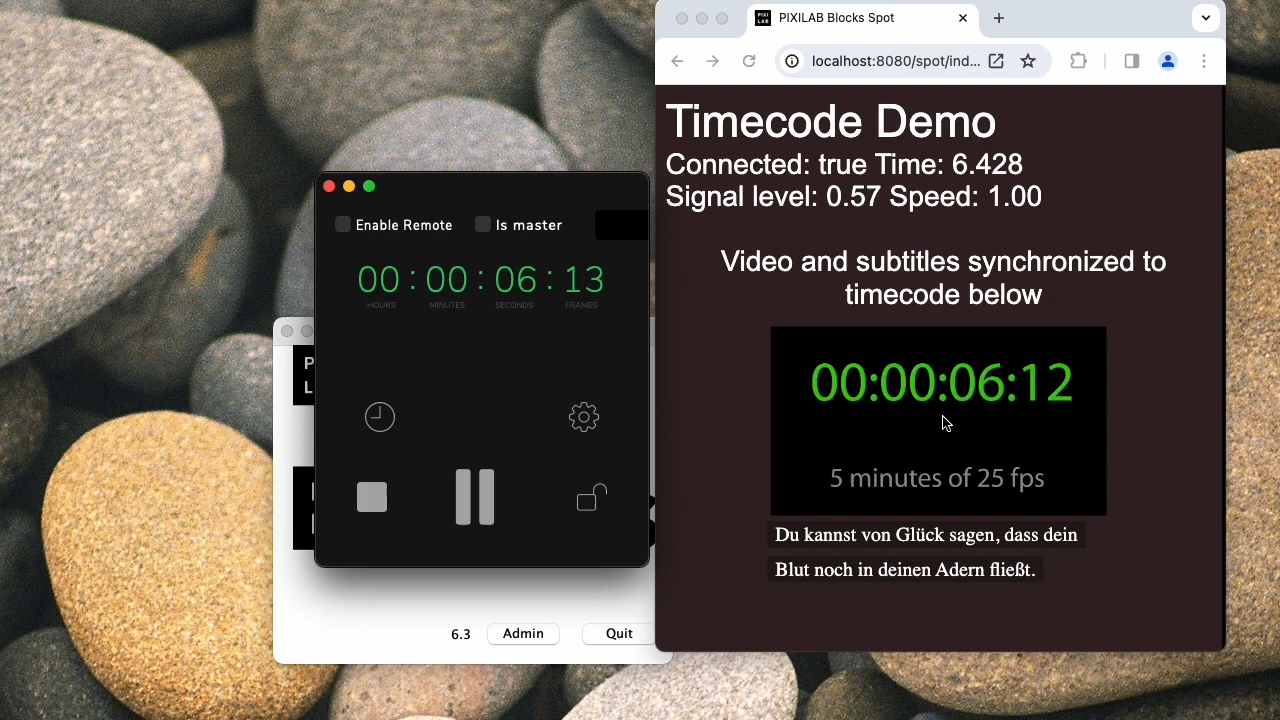 PIXILAB Blocks Spot
localhost:8080/spot/ind...
Timecode Demo
Connected: true Time: 6.428
Signal level: 0.57 Speed: 1.00
Video and subtitles synchronized to
timecode below
00:00:06:12
5 minutes of 25 fps
Du kannst von Glück sagen, dass dein
Blut noch in deinen Adern fließt.
Enable Remote
Is master
00 : 00 : 06 : 13
HOURS MINUTES SECONDS FRAMES
P
L
6.3
Admin
Quit